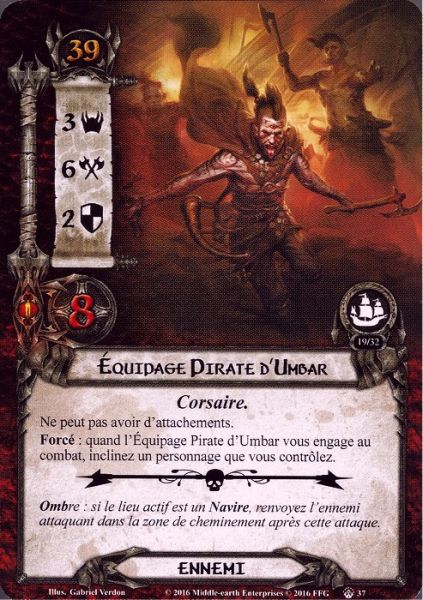 39
3
6
2
8
19/32
Équipage Pirate d'Umbar
Corsaire.
Ne peut pas avoir d'attachements.
Forcé : quand l'Équipage Pirate d'Umbar vous engage au
combat, inclinez un personnage que vous contrôlez.
Ombre : si le lieu actif est un Navire, renvoyez l'ennemi
attaquant dans la zone de cheminement après cette attaque.
ENNEMI
Illus. Gabriel Verdon © 2016 Middle-earth Enterprises © 2016 FFG 37